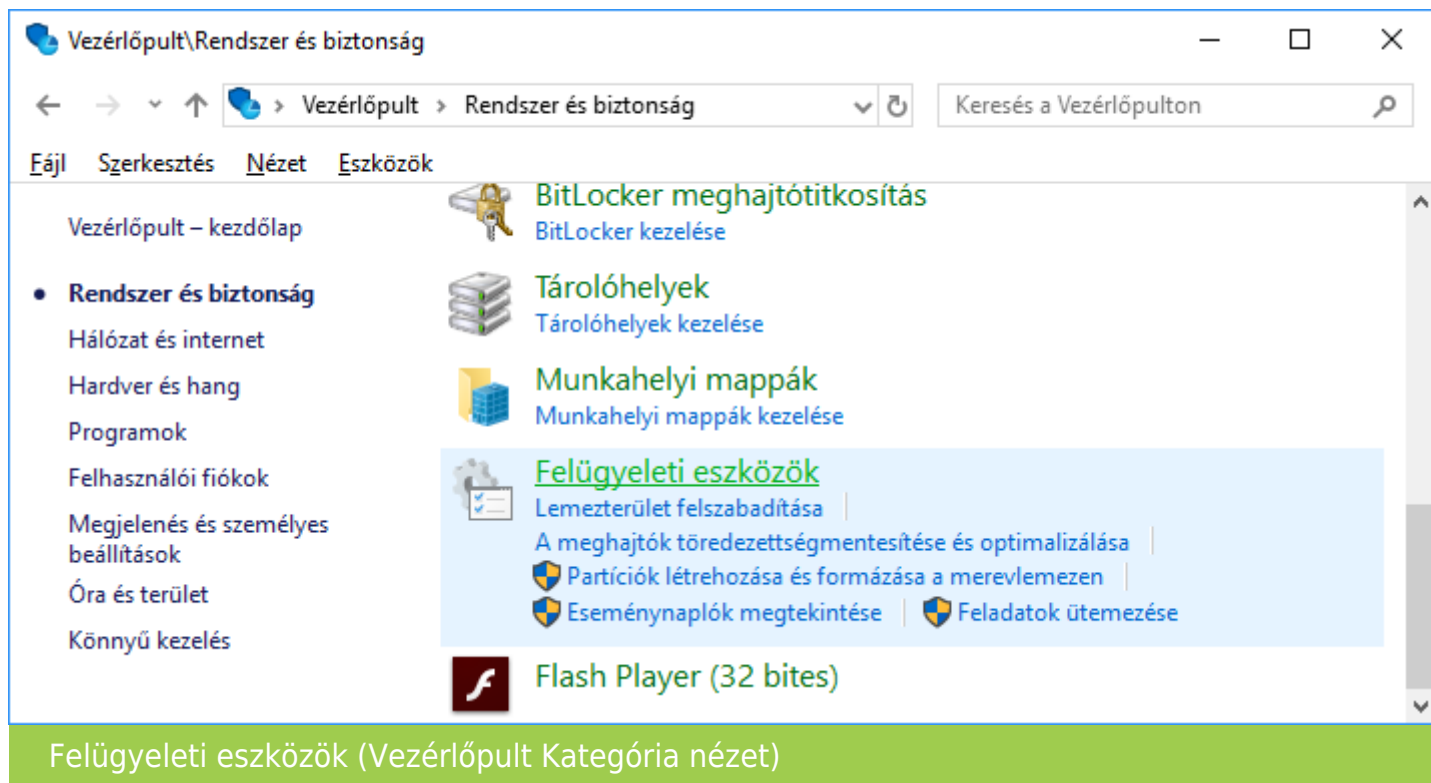 Vezérlőpult\Rendszer és biztonság
Vezérlőpult › Rendszer és biztonság
Keresés a Vezérlőpulton
Fájl Szerkesztés Nézet Eszközök
Vezérlőpult – kezdőlap
Rendszer és biztonság
Hálózat és internet
Hardver és hang
Programok
Felhasználói fiókok
Megjelenés és személyes
beállítások
Óra és terület
Könnyű kezelés
BitLocker meghajtótitkosítás
BitLocker kezelése
Tárolóhelyek
Tárolóhelyek kezelése
Munkahelyi mappák
Munkahelyi mappák kezelése
Felügyeleti eszközök
Lemezterület felszabadítása
A meghajtók töredezettségmentesítése és optimalizálása
Partíciók létrehozása és formázása a merevlemezen
Eseménynaplók megtekintése Feladatok ütemezése
Flash Player (32 bites)
Felügyeleti eszközök (Vezérlőpult Kategória nézet)